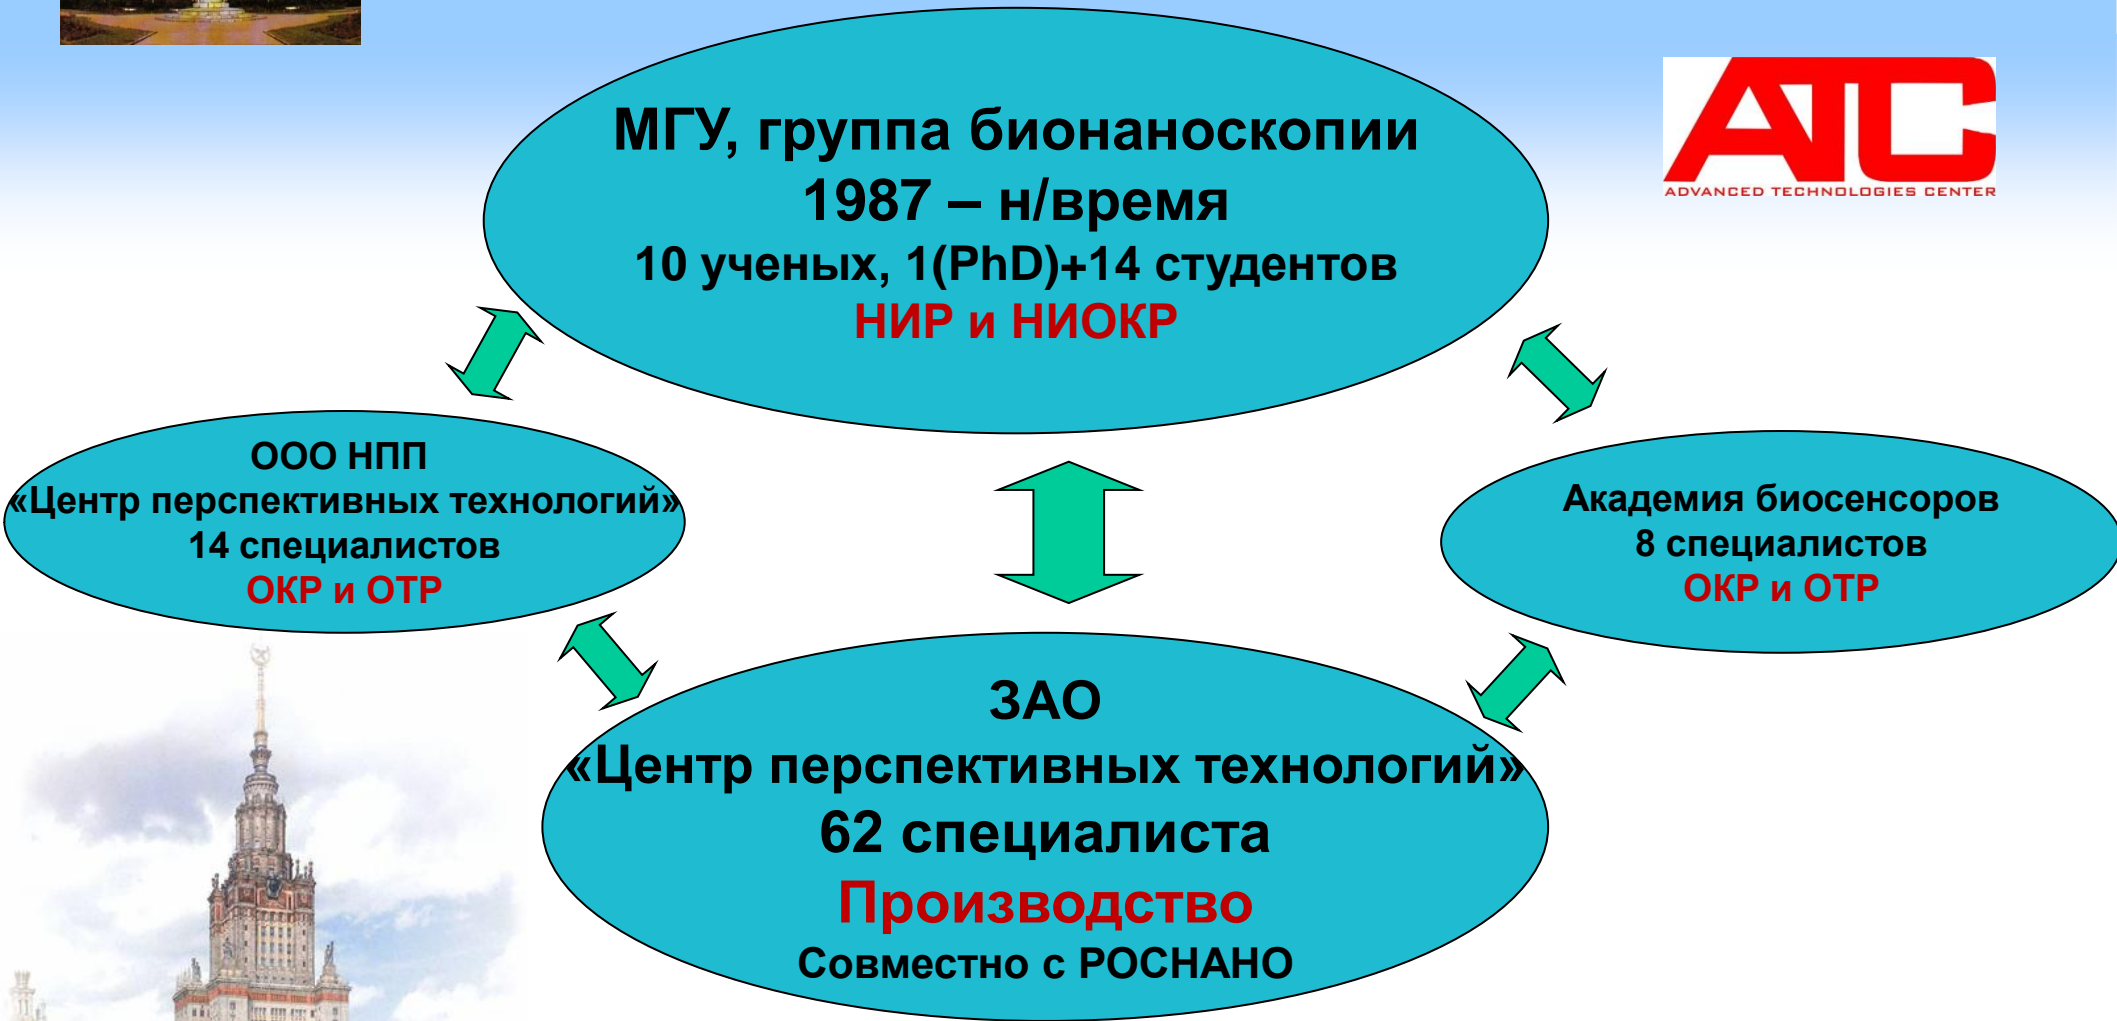 МГУ, группа бионаноскопии
1987 – н/время
10 ученых, 1(PhD)+14 студентов
НИР и НИОКР
ATC
ADVANCED TECHNOLOGIES CENTER
ООО НПП
«Центр перспективных технологий»
14 специалистов
ОКР и ОТР
Академия биосенсоров
8 специалистов
ОКР и ОТР
ЗАО
«Центр перспективных технологий»
62 специалиста
Производство
Совместно с РОСНАНО